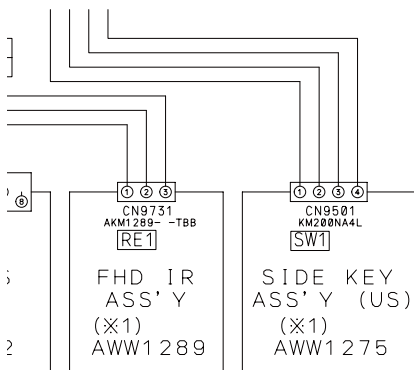 ① ② ③
CN9731
AKM1289- -TBB
RE1
FHD IR
ASS'Y
(※1)
AWW1289
① ② ③ ④
CN9501
KM200NA4L
SW1
SIDE KEY
ASS'Y (US)
(※1)
AWW1275
⑧
2